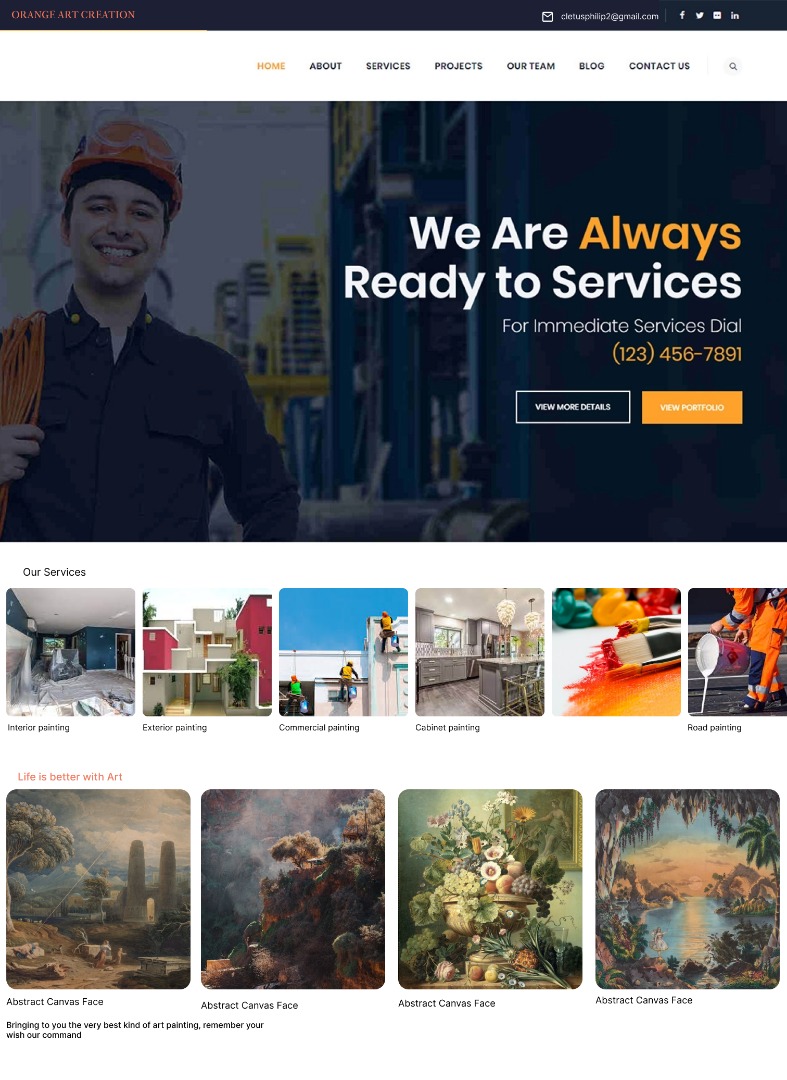 ORANGE ART CREATION
cletusphilip2@gmail.com
HOME ABOUT SERVICES PROJECTS OUR TEAM BLOG CONTACT US
We Are Always
Ready to Services
For Immediate Services Dial
(123) 456-7891
VIEW MORE DETAILS VIEW PORTFOLIO
Our Services
Interior painting Exterior painting Commercial painting Cabinet painting Road painting
Life is better with Art
Abstract Canvas Face Abstract Canvas Face Abstract Canvas Face Abstract Canvas Face
Bringing to you the very best kind of art painting, remember your
wish our command